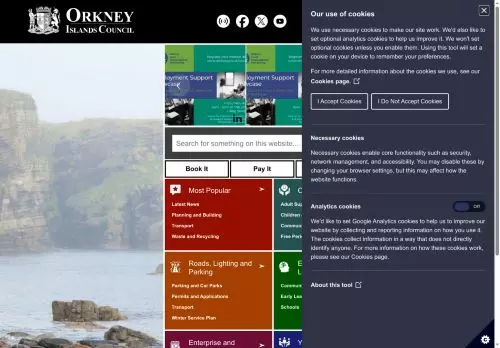 ORKNEY
ISLANDS COUNCIL
Search for something on this website...
Book It
Pay It
Most Popular
Latest News
Planning and Building
Transport
Waste and Recycling
Adult Sup
Children
Commun
Free Peri
Roads, Lighting and
Parking
Parking and Car Parks
Permits and Applications
Transport
Winter Service Plan
E
L
Commun
Early Lea
Schools
Enterprise and
Our use of cookies
We use necessary cookies to make our site work. We'd also like to
set optional analytics cookies to help us improve it. We won't set
optional cookies unless you enable them. Using this tool will set a
cookie on your device to remember your preferences.
For more detailed information about the cookies we use, see our
Cookies page.
I Accept Cookies
I Do Not Accept Cookies
Necessary cookies
Necessary cookies enable core functionality such as security,
network management, and accessibility. You may disable these by
changing your browser settings, but this may affect how the
website functions.
Analytics cookies
Off
We'd like to set Google Analytics cookies to help us to improve our
website by collecting and reporting information on how you use it.
The cookies collect information in a way that does not directly
identify anyone. For more information on how these cookies work,
please see our Cookies page.
About this tool